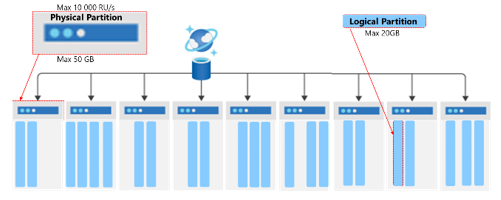 Max 10 000 RU/s
Physical Partition
Max 50 GB
Logical Partition
Max 20GB